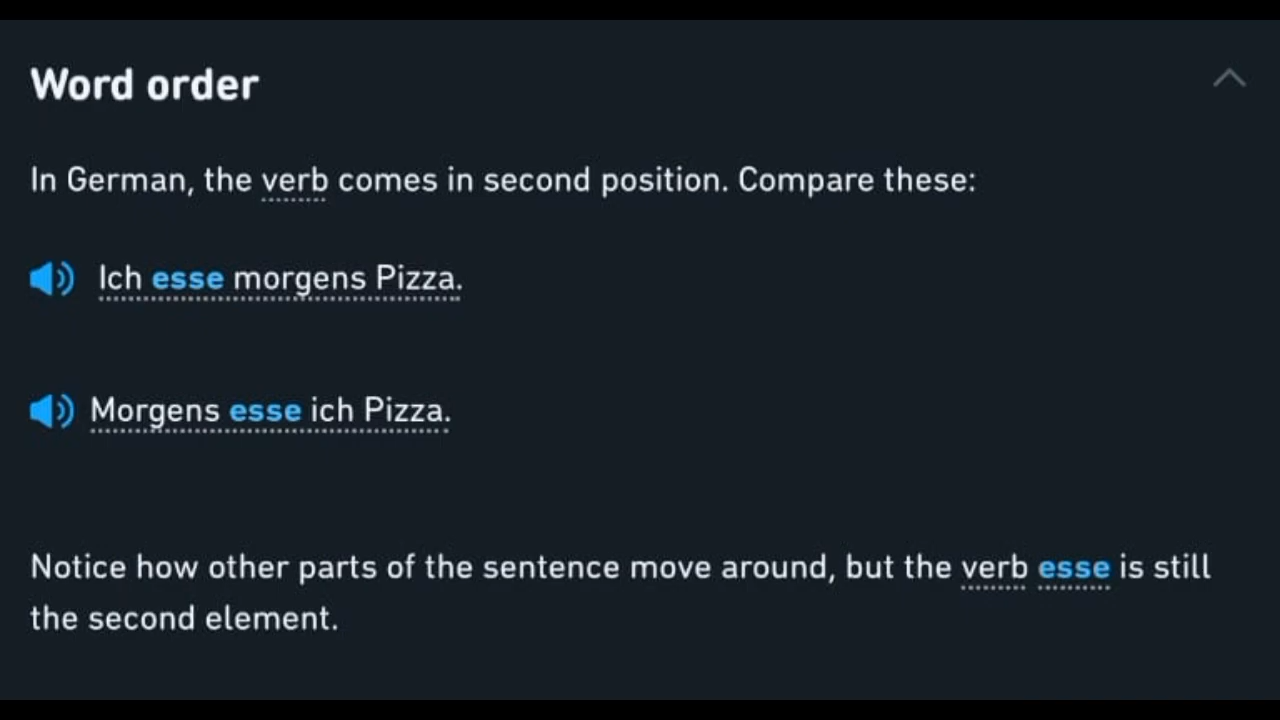 Word order
In German, the verb comes in second position. Compare these:
Ich esse morgens Pizza.
Morgens esse ich Pizza.
Notice how other parts of the sentence move around, but the verb esse is still
the second element.